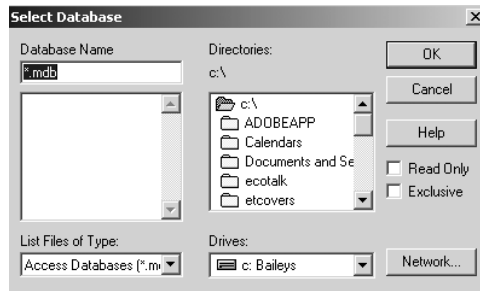 Select Database
Database Name
*.mdb
Directories:
c:\
c:\
ADOBEAPP
Calendars
Documents and Se
ecotalk
etcovers
OK
Cancel
Help
Read Only
Exclusive
List Files of Type:
Access Databases (*.m
Drives:
c: Baileys
Network...